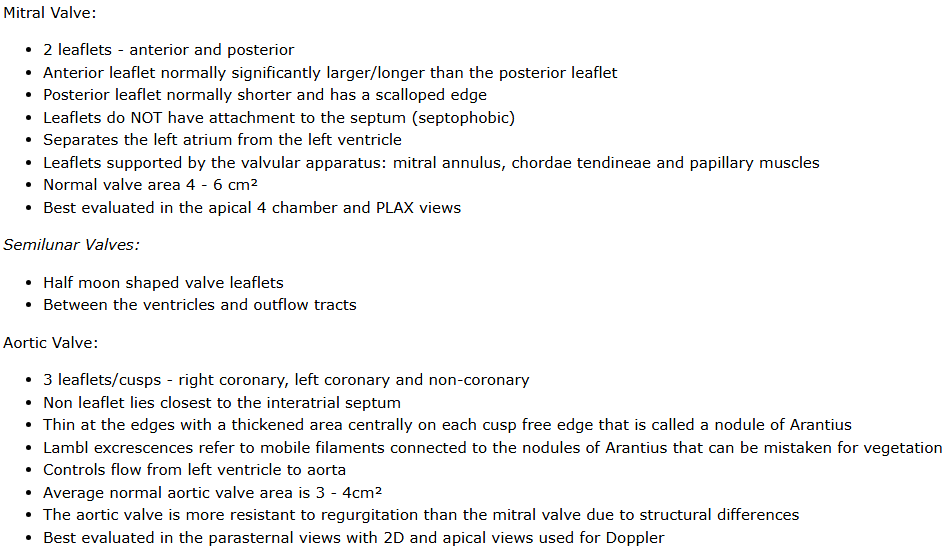 Mitral Valve:
• 2 leaflets - anterior and posterior
• Anterior leaflet normally significantly larger/longer than the posterior leaflet
• Posterior leaflet normally shorter and has a scalloped edge
• Leaflets do NOT have attachment to the septum (septophobic)
• Separates the left atrium from the left ventricle
• Leaflets supported by the valvular apparatus: mitral annulus, chordae tendineae and papillary muscles
• Normal valve area 4 - 6 cm²
• Best evaluated in the apical 4 chamber and PLAX views
Semilunar Valves:
• Half moon shaped valve leaflets
• Between the ventricles and outflow tracts
Aortic Valve:
• 3 leaflets/cusps - right coronary, left coronary and non-coronary
• Non leaflet lies closest to the interatrial septum
• Thin at the edges with a thickened area centrally on each cusp free edge that is called a nodule of Arantius
• Lambl excrescences refer to mobile filaments connected to the nodules of Arantius that can be mistaken for vegetation
• Controls flow from left ventricle to aorta
• Average normal aortic valve area is 3 - 4cm²
• The aortic valve is more resistant to regurgitation than the mitral valve due to structural differences
• Best evaluated in the parasternal views with 2D and apical views used for Doppler